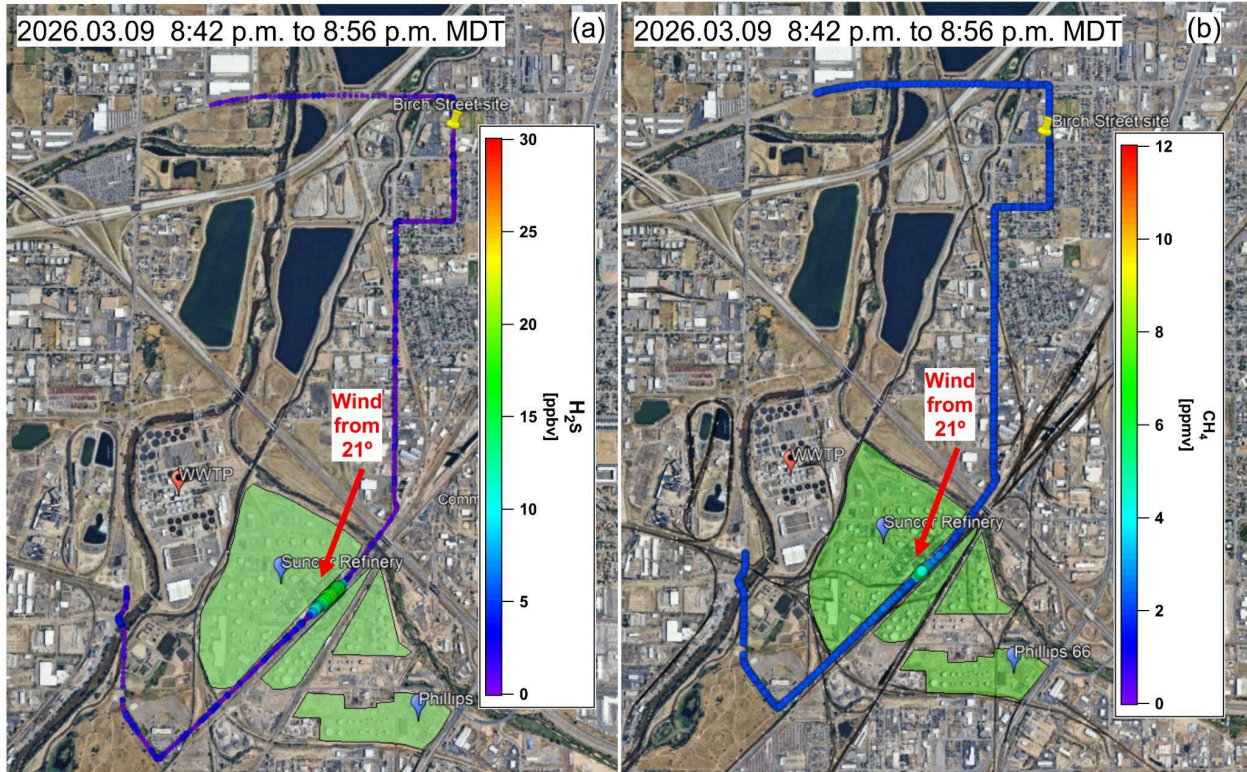 2026.03.09 8:42 p.m. to 8:56 p.m. MDT
(a)
Birch Street site
30
25
20
15
10
5
0
H₂S
[ppbv]
Wind
from
21º
WWTP
Comm
Suncor Refinery
Phillips
2026.03.09 8:42 p.m. to 8:56 p.m. MDT
(b)
Birch Street site
12
10
8
6
4
2
0
CH₄
[ppmv]
Wind
from
21º
WWTP
Suncor Refinery
Phillips 66